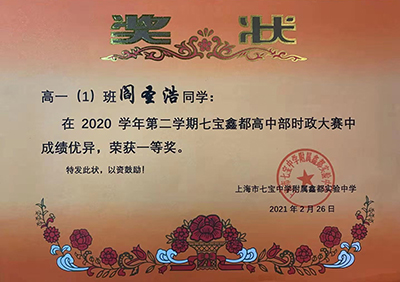 奖状
高一（1）班阎圣浩同学：
在 2020 学年第二学期七宝鑫都高中部时政大赛中
成绩优异，荣获一等奖。
特发此状，以资鼓励！
上海市七宝中学附属鑫都实验中学
2021 年 2 月 26 日